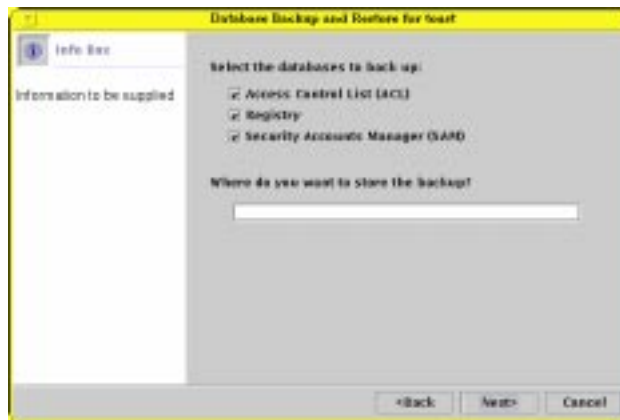 Database Backup and Restore for toast
Info Box
Information to be supplied
Select the databases to back up:
Access Control List (ACL)
Registry
Security Accounts Manager (SAM)
Where do you want to store the backup?
<Back
Next>
Cancel